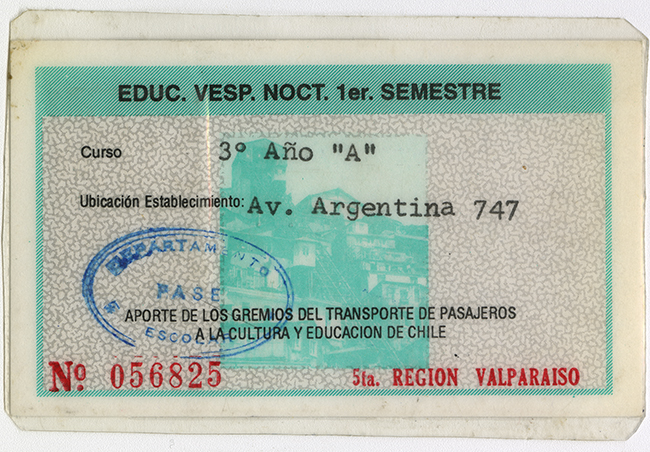 EDUC. VESP. NOCT. 1er. SEMESTRE
Curso 3º Año "A"
Ubicación Establecimiento: Av. Argentina 747
DEPARTAMENTO
PASE
ESCOLAR
APORTE DE LOS GREMIOS DEL TRANSPORTE DE PASAJEROS
A LA CULTURA Y EDUCACION DE CHILE
Nº 056825 5ta. REGION VALPARAISO